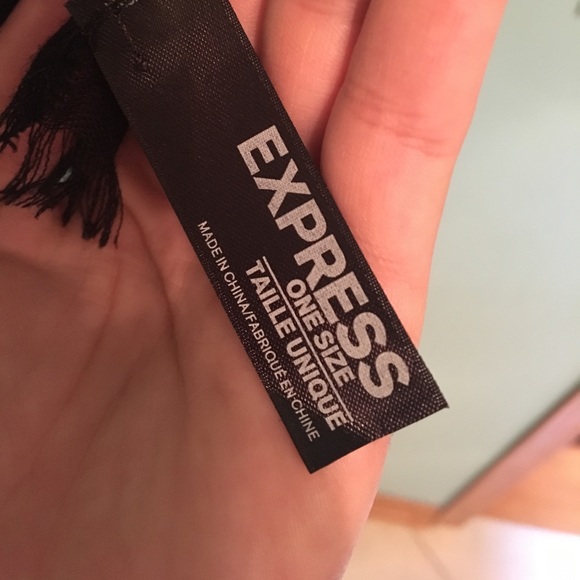 EXPRESS
ONE SIZE
TAILLE UNIQUE
MADE IN CHINA/FABRIQUÉ EN CHINE